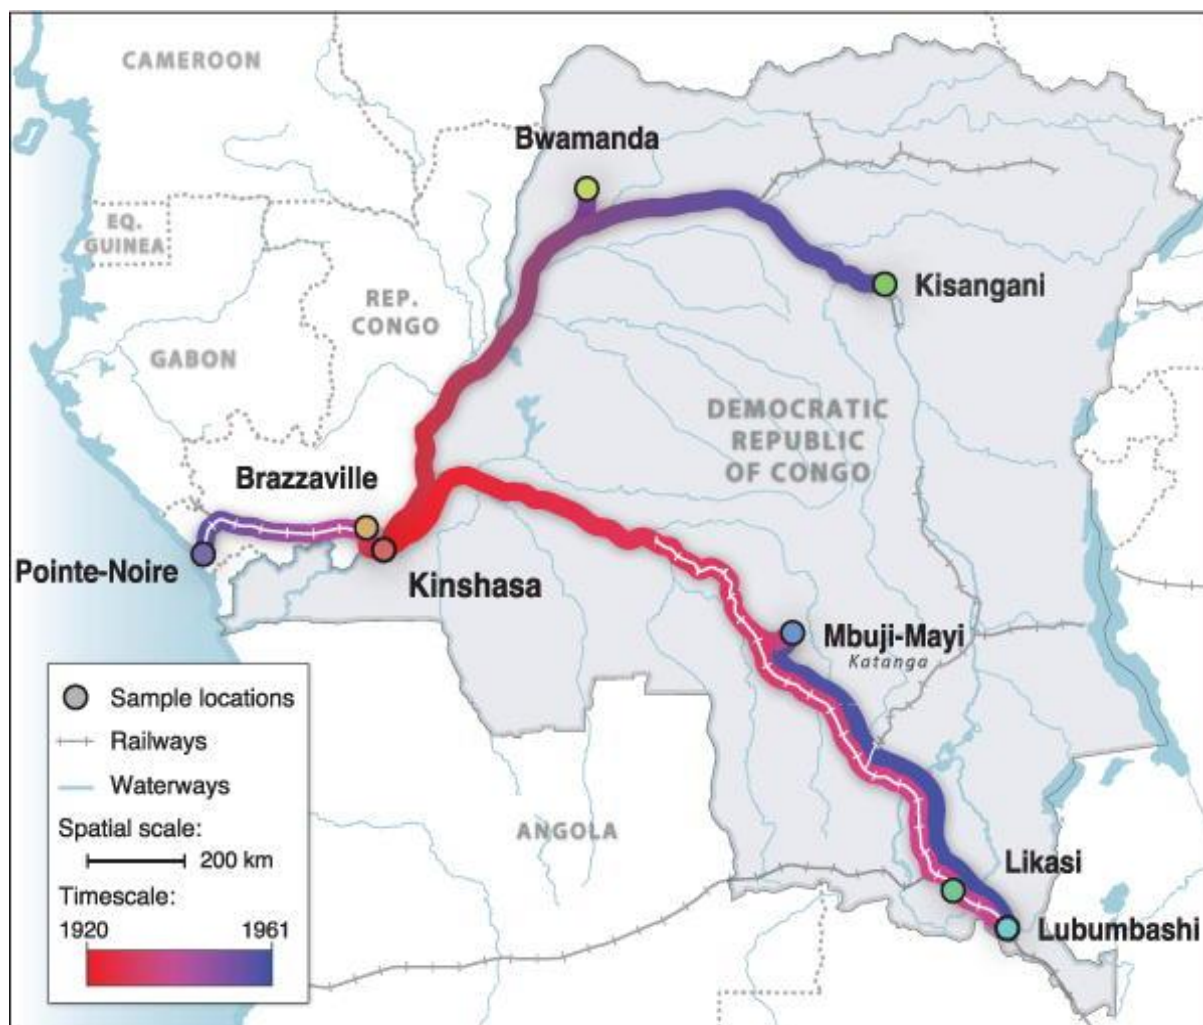 CAMEROON
Bwamanda
EQ.
GUINEA
REP.
CONGO
Kisangani
GABON
DEMOCRATIC
REPUBLIC
OF CONGO
Brazzaville
Pointe-Noire
Kinshasa
Mbuji-Mayi
Katanga
Sample locations
Railways
Waterways
Spatial scale:
200 km
Timescale:
1920 1961
ANGOLA
Likasi
Lubumbashi